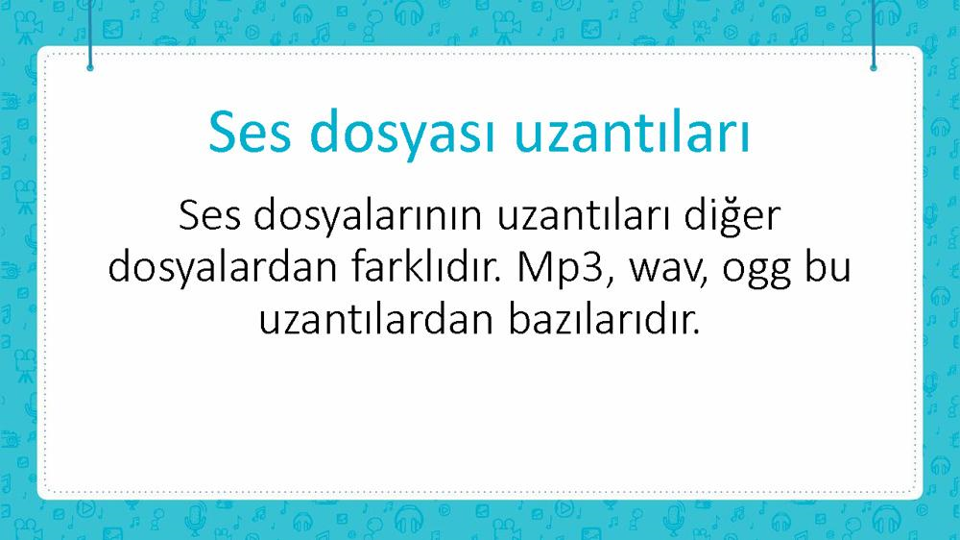 Ses dosyası uzantıları
Ses dosyalarının uzantıları diğer
dosyalardan farklıdır. Mp3, wav, ogg bu
uzantılardan bazılarıdır.